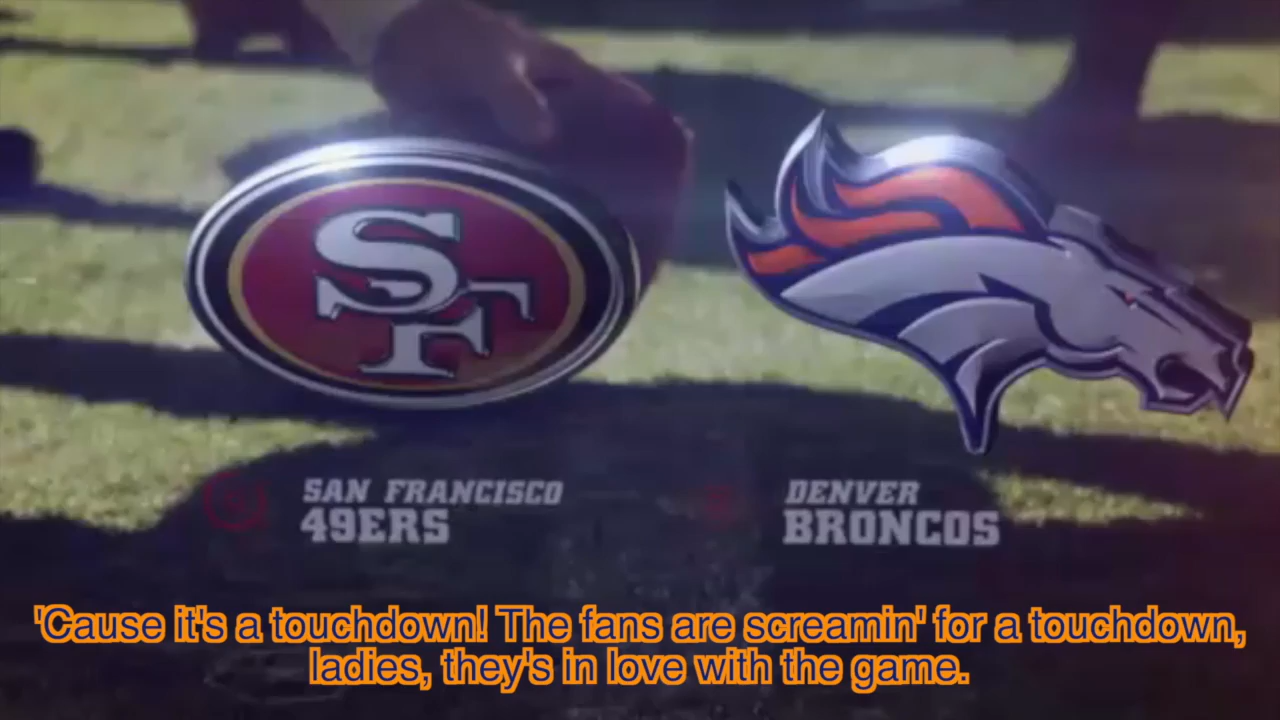 SF
SAN FRANCISCO
49ERS
DENVER
BRONCOS
'Cause it's a touchdown! The fans are screamin' for a touchdown,
ladies, they's in love with the game.